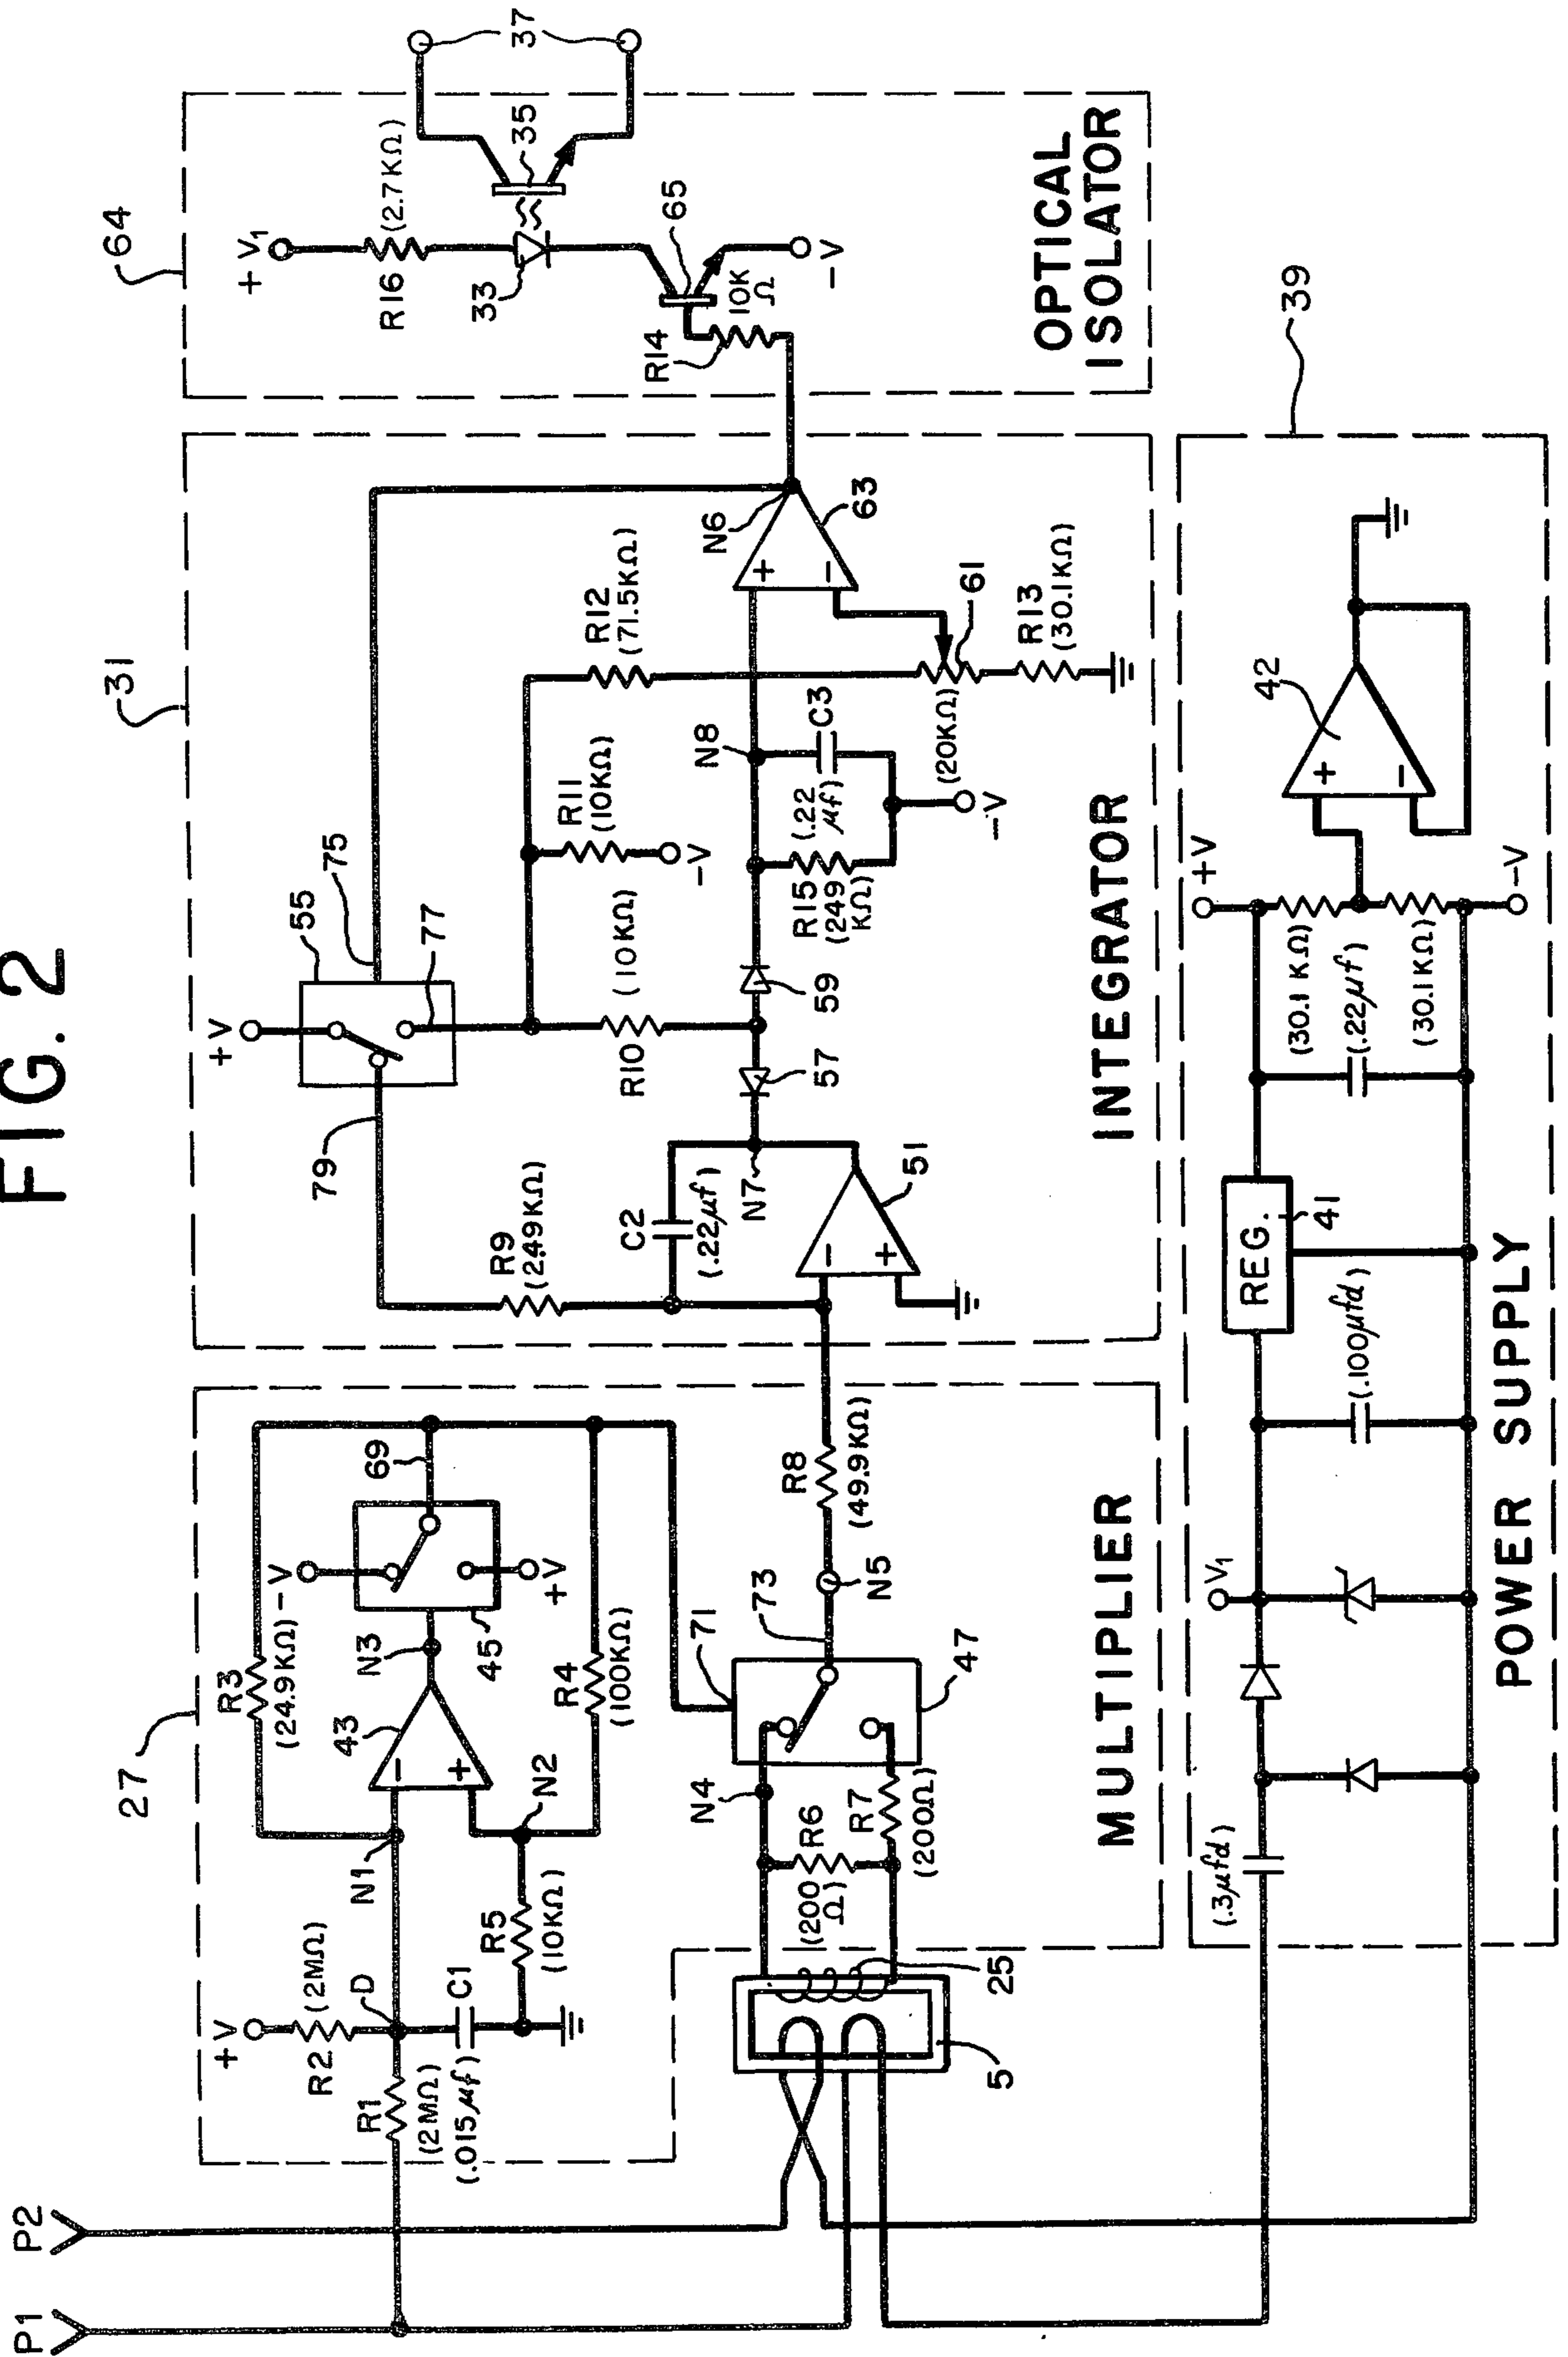 FIG. 2
P1
P2
27
R1
(2MΩ)
+V
R2
(2MΩ)
D
C1
(.015μf)
R5
(10KΩ)
N1
N2
R3
(24.9KΩ)
43
−
+
N3
45
-V
+V
69
R4
(100KΩ)
71
5
25
R6
(200
Ω)
R7
(200Ω)
N4
47
73
N5
R8
(49.9KΩ)
MULTIPLIER
31
79
R9
(249KΩ)
C2
(.22μf)
−
+
51
N7
57
59
55
+V
75
77
R10
(10KΩ)
R11
(10KΩ)
-V
R15
(249
KΩ)
(.22
μf)
C3
-V
N8
R12
(71.5KΩ)
(20KΩ)
61
R13
(30.1KΩ)
+
−
63
N6
INTEGRATOR
64
+V1
R16
(2.7KΩ)
33
35
37
65
R14
10K
Ω
-V
OPTICAL
ISOLATOR
39
(.3μfd)
V1
(.100μfd)
REG.
41
(30.1KΩ)
(.22μf)
(30.1KΩ)
+V
-V
+
−
42
POWER SUPPLY